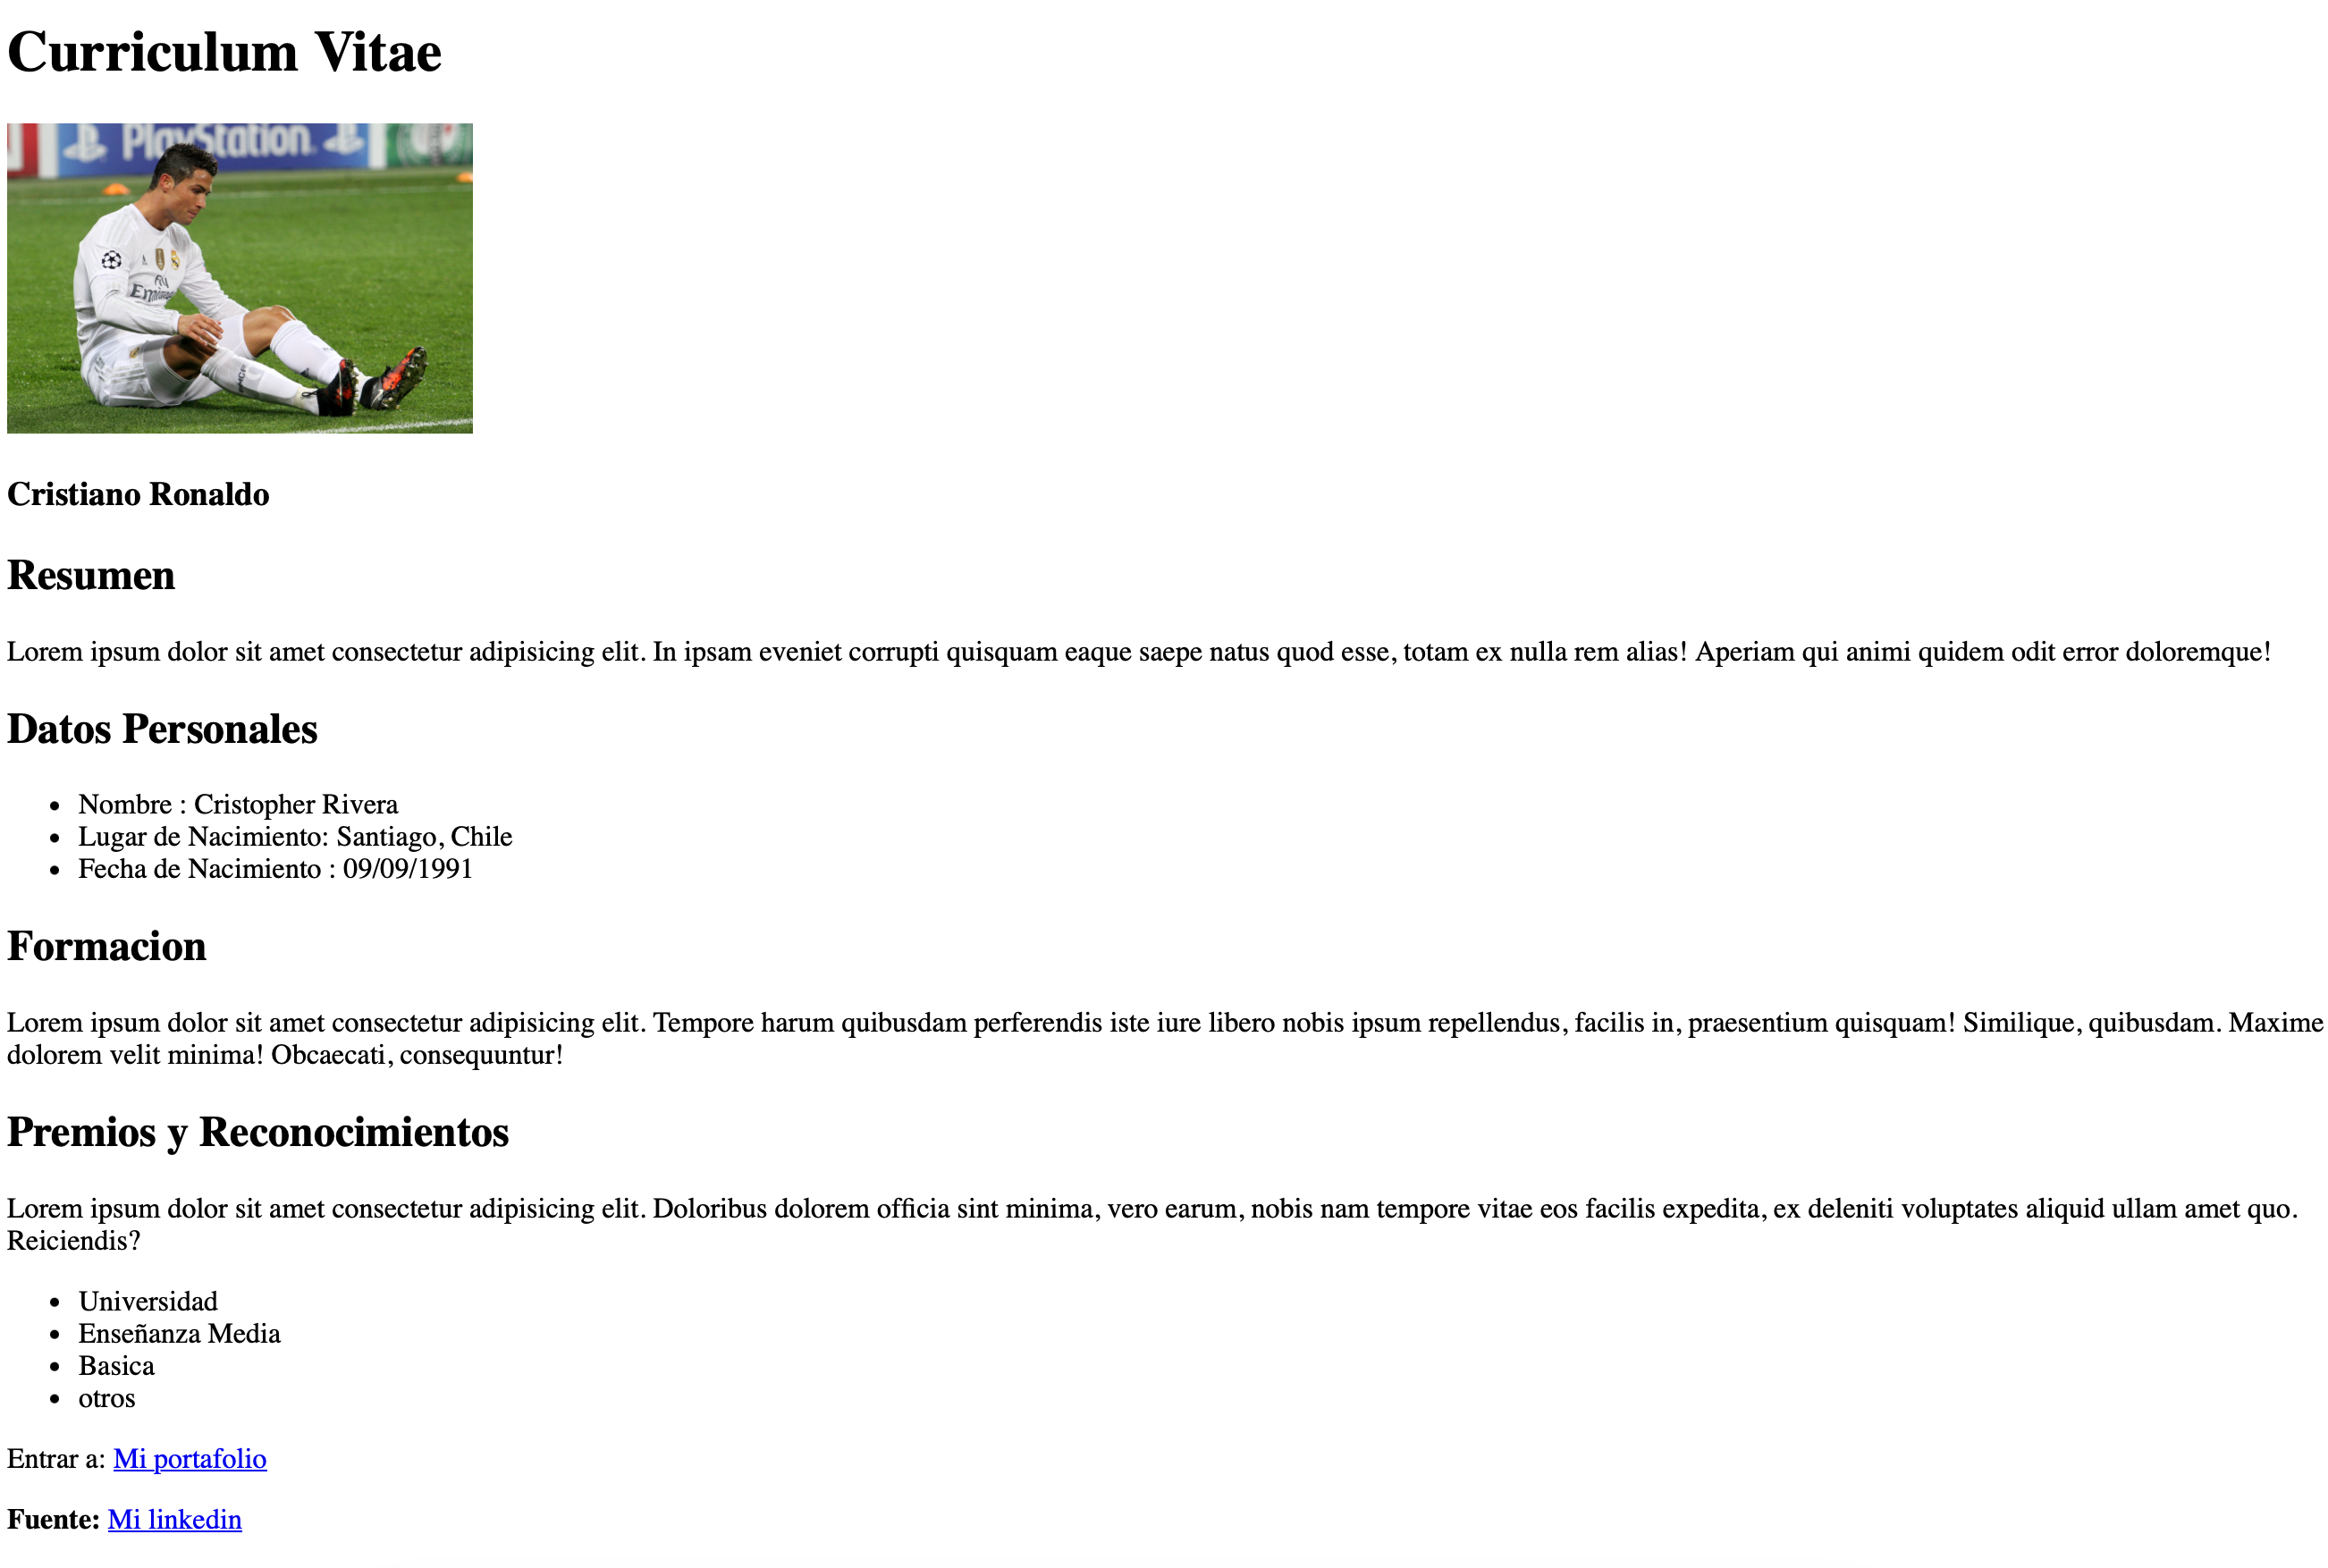 Curriculum Vitae
PlayStation
Fly
Emirates
Cristiano Ronaldo
Resumen
Lorem ipsum dolor sit amet consectetur adipisicing elit. In ipsam eveniet corrupti quisquam eaque saepe natus quod esse, totam ex nulla rem alias! Aperiam qui animi quidem odit error doloremque!
Datos Personales
Nombre : Cristopher Rivera
Lugar de Nacimiento: Santiago, Chile
Fecha de Nacimiento : 09/09/1991
Formacion
Lorem ipsum dolor sit amet consectetur adipisicing elit. Tempore harum quibusdam perferendis iste iure libero nobis ipsum repellendus, facilis in, praesentium quisquam! Similique, quibusdam. Maxime
dolorem velit minima! Obcaecati, consequuntur!
Premios y Reconocimientos
Lorem ipsum dolor sit amet consectetur adipisicing elit. Doloribus dolorem officia sint minima, vero earum, nobis nam tempore vitae eos facilis expedita, ex deleniti voluptates aliquid ullam amet quo.
Reiciendis?
Universidad
Enseñanza Media
Basica
otros
Entrar a: Mi portafolio
Fuente: Mi linkedin